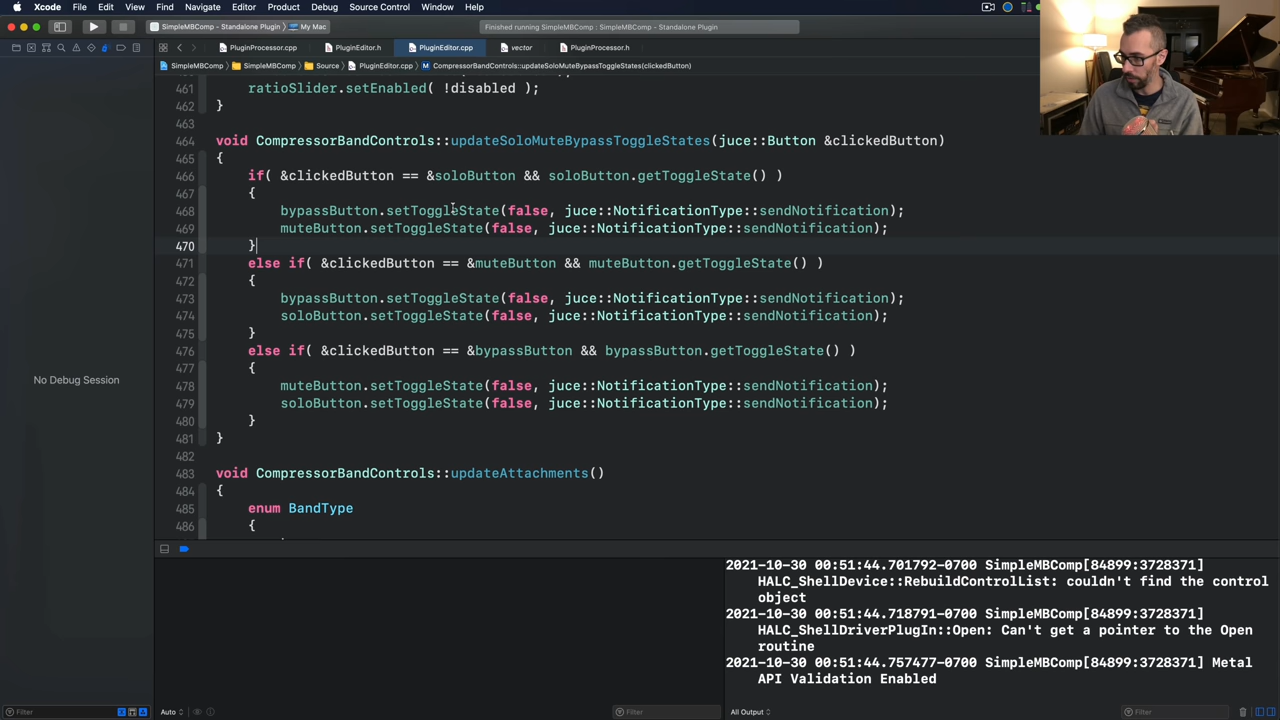 Xcode File Edit View Find Navigate Editor Product Debug Source Control Window Help
SimpleMBComp - Standalone Plugin My Mac Finished running SimpleMBComp - Standalone Plugin
PluginProcessor.cpp PluginEditor.h PluginEditor.cpp vector PluginProcessor.h
SimpleMBComp SimpleMBComp Source PluginEditor.cpp M CompressorBandControls::updateSoloMuteBypassToggleStates(clickedButton)
461 ratioSlider.setEnabled( !disabled );
462 }
463
464 void CompressorBandControls::updateSoloMuteBypassToggleStates(juce::Button &clickedButton)
465 {
466 if( &clickedButton == &soloButton && soloButton.getToggleState() )
467 {
468 bypassButton.setToggleState(false, juce::NotificationType::sendNotification);
469 muteButton.setToggleState(false, juce::NotificationType::sendNotification);
470 }
471 else if( &clickedButton == &muteButton && muteButton.getToggleState() )
472 {
473 bypassButton.setToggleState(false, juce::NotificationType::sendNotification);
474 soloButton.setToggleState(false, juce::NotificationType::sendNotification);
475 }
476 else if( &clickedButton == &bypassButton && bypassButton.getToggleState() )
477 {
478 muteButton.setToggleState(false, juce::NotificationType::sendNotification);
479 soloButton.setToggleState(false, juce::NotificationType::sendNotification);
480 }
481 }
482
483 void CompressorBandControls::updateAttachments()
484 {
485 enum BandType
486 {
No Debug Session
2021-10-30 00:51:44.701792-0700 SimpleMBComp[84899:3728371]
HALC_ShellDevice::RebuildControlList: couldn't find the control
object
2021-10-30 00:51:44.718791-0700 SimpleMBComp[84899:3728371]
HALC_ShellDriverPlugIn::Open: Can't get a pointer to the Open
routine
2021-10-30 00:51:44.757477-0700 SimpleMBComp[84899:3728371] Metal
API Validation Enabled
Filter Auto Filter All Output Filter